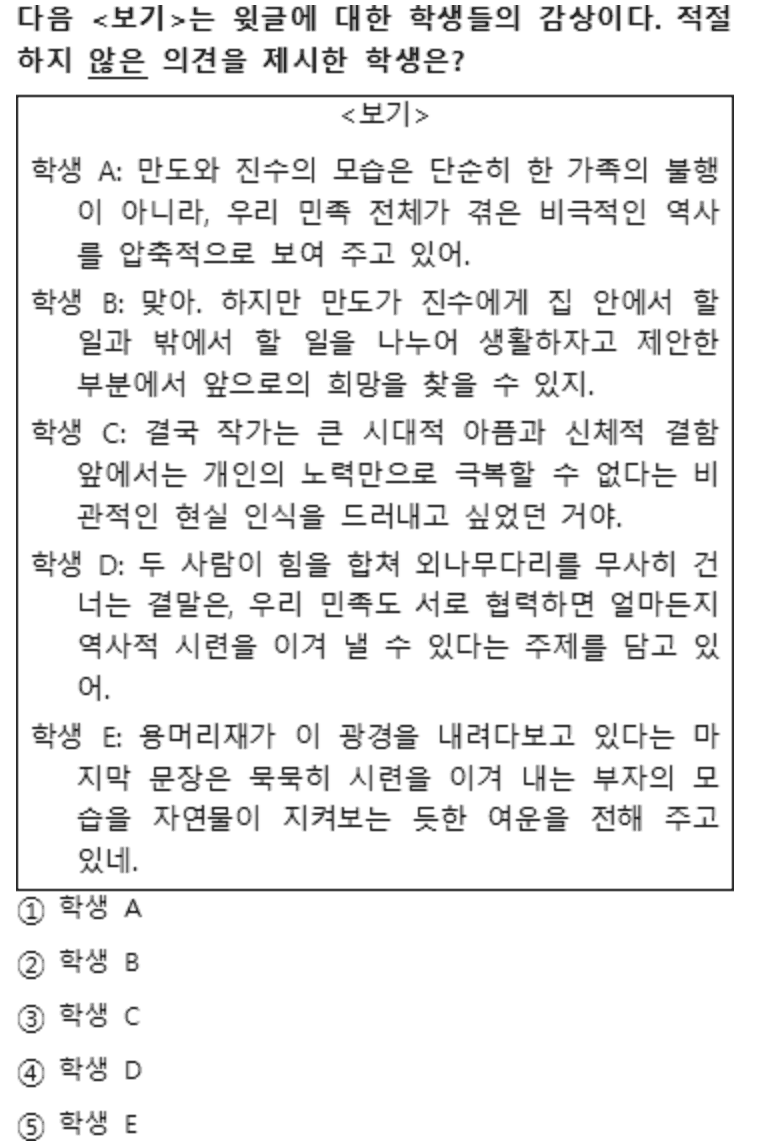 다음 <보기>는 윗글에 대한 학생들의 감상이다. 적절
하지 않은 의견을 제시한 학생은?
<보기>
학생 A: 만도와 진수의 모습은 단순히 한 가족의 불행
이 아니라, 우리 민족 전체가 겪은 비극적인 역사
를 압축적으로 보여 주고 있어.
학생 B: 맞아. 하지만 만도가 진수에게 집 안에서 할
일과 밖에서 할 일을 나누어 생활하자고 제안한
부분에서 앞으로의 희망을 찾을 수 있지.
학생 C: 결국 작가는 큰 시대적 아픔과 신체적 결함
앞에서는 개인의 노력만으로 극복할 수 없다는 비
관적인 현실 인식을 드러내고 싶었던 거야.
학생 D: 두 사람이 힘을 합쳐 외나무다리를 무사히 건
너는 결말은, 우리 민족도 서로 협력하면 얼마든지
역사적 시련을 이겨 낼 수 있다는 주제를 담고 있
어.
학생 E: 용머리재가 이 광경을 내려다보고 있다는 마
지막 문장은 묵묵히 시련을 이겨 내는 부자의 모
습을 자연물이 지켜보는 듯한 여운을 전해 주고
있네.
① 학생 A
② 학생 B
③ 학생 C
④ 학생 D
⑤ 학생 E